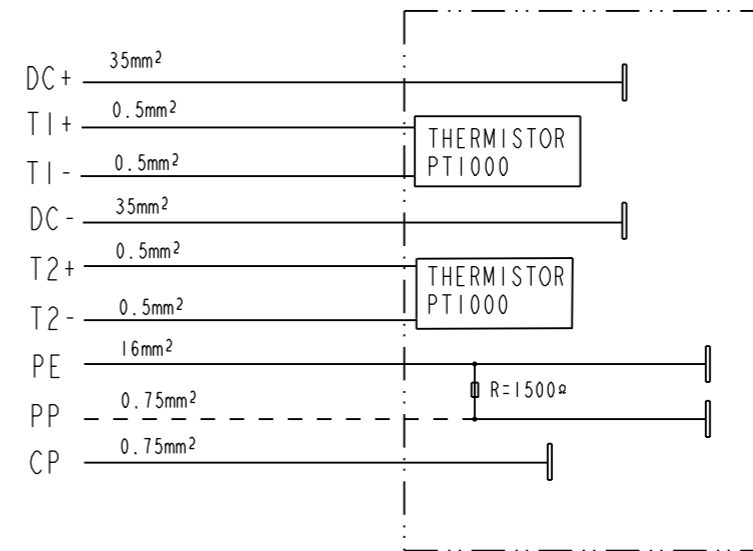 35mm²
DC+
0.5mm²
T1+
THERMISTOR
PT1000
0.5mm²
T1-
35mm²
DC-
0.5mm²
T2+
THERMISTOR
PT1000
0.5mm²
T2-
16mm²
PE
R=1500Ω
0.75mm²
PP
0.75mm²
CP